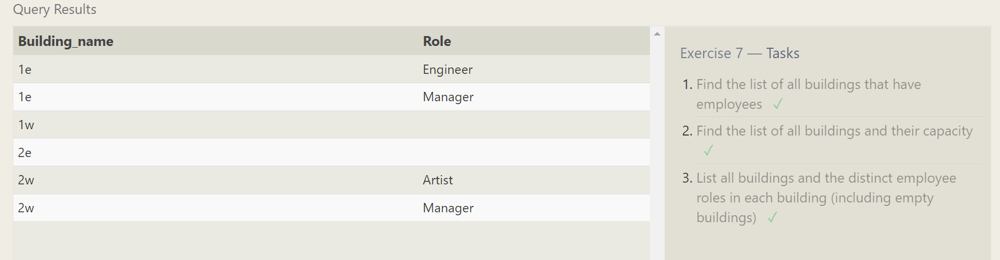 Query Results
Building_name Role
1e Engineer
1e Manager
1w
2e
2w Artist
2w Manager
Exercise 7 — Tasks
1. Find the list of all buildings that have
employees ✓
2. Find the list of all buildings and their capacity
✓
3. List all buildings and the distinct employee
roles in each building (including empty
buildings) ✓